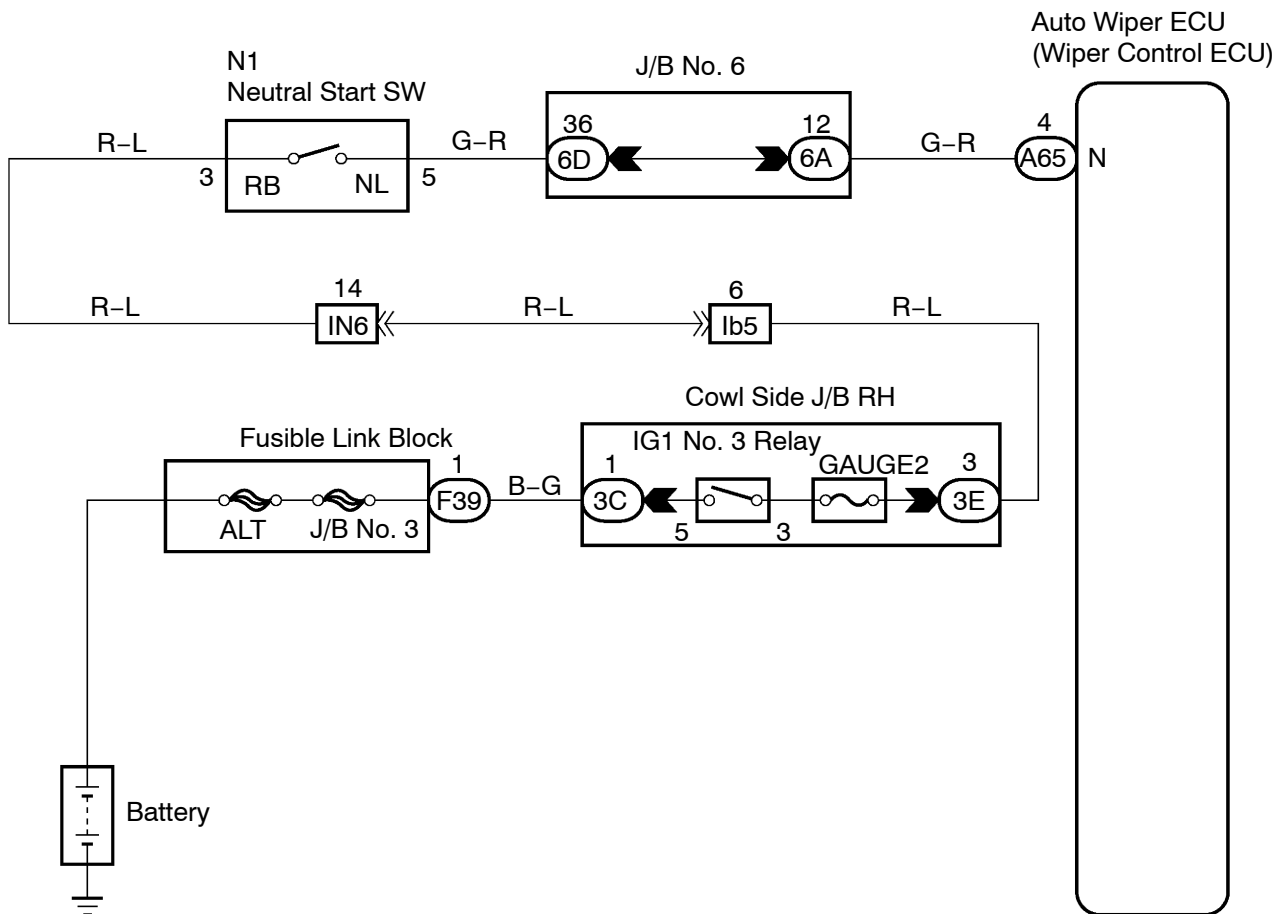 Auto Wiper ECU
(Wiper Control ECU)
N1
Neutral Start SW
J/B No. 6
R–L
3
RB
NL
5
G–R
36
6D
12
6A
G–R
4
A65
N
R–L
14
IN6
R–L
6
Ib5
R–L
Cowl Side J/B RH
Fusible Link Block
IG1 No. 3 Relay
ALT
J/B No. 3
1
F39
B–G
1
3C
5
3
GAUGE2
3
3E
Battery